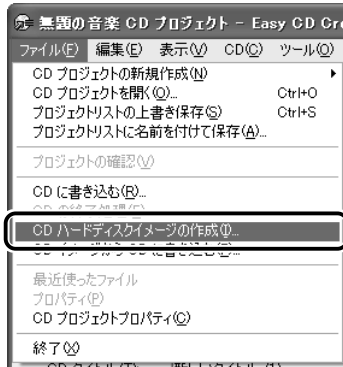 無題の音楽 CD プロジェクト - Easy CD Cr
ファイル(F) 編集(E) 表示(V) CD(C) ツール(O)
CD プロジェクトの新規作成(N)
CD プロジェクトを開く(O)... Ctrl+O
プロジェクトリストの上書き保存(S) Ctrl+S
プロジェクトリストに名前を付けて保存(A)...
プロジェクトの確認(V)
CD に書き込む(R)...
CD ハードディスクイメージの作成(I)...
最近使ったファイル
プロパティ(P)
CD プロジェクトプロパティ(C)
終了(X)